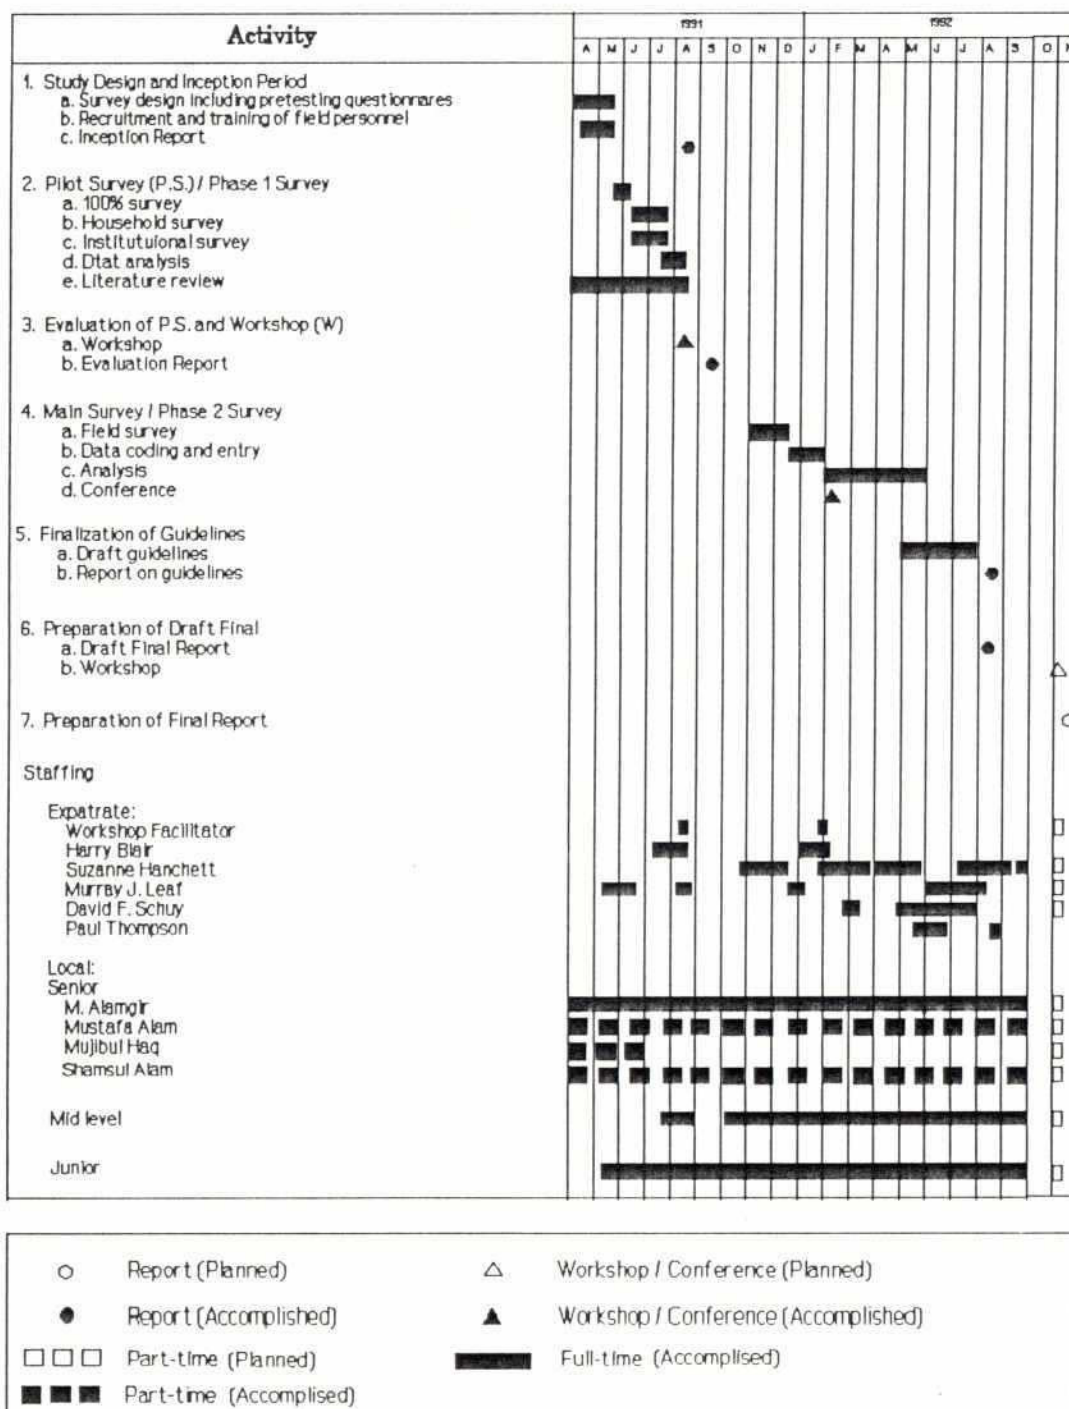 Activity
1991
1992
A M J J A S O N D J F M A M J J A S O N
1. Study Design and Inception Period
a. Survey design including pretesting questionnares
b. Recruitment and training of field personnel
c. Inception Report
2. Pilot Survey (P.S.) / Phase 1 Survey
a. 100% survey
b. Household survey
c. Institutuional survey
d. Dtat analysis
e. Literature review
3. Evaluation of P.S. and Workshop (W)
a. Workshop
b. Evaluation Report
4. Main Survey / Phase 2 Survey
a. Field survey
b. Data coding and entry
c. Analysis
d. Conference
5. Finalization of Guidelines
a. Draft guidelines
b. Report on guidelines
6. Preparation of Draft Final
a. Draft Final Report
b. Workshop
7. Preparation of Final Report
Staffing
Expatrate:
Workshop Facilitator
Harry Blair
Suzanne Hanchett
Murray J. Leaf
David F. Schuy
Paul Thompson
Local:
Senior
M. Alamgir
Mustafa Alam
Mujibul Haq
Shamsul Alam
Mid level
Junior
Report (Planned)
Workshop / Conference (Planned)
Report (Accomplished)
Workshop / Conference (Accomplished)
Part-time (Planned)
Full-time (Accomplised)
Part-time (Accomplised)